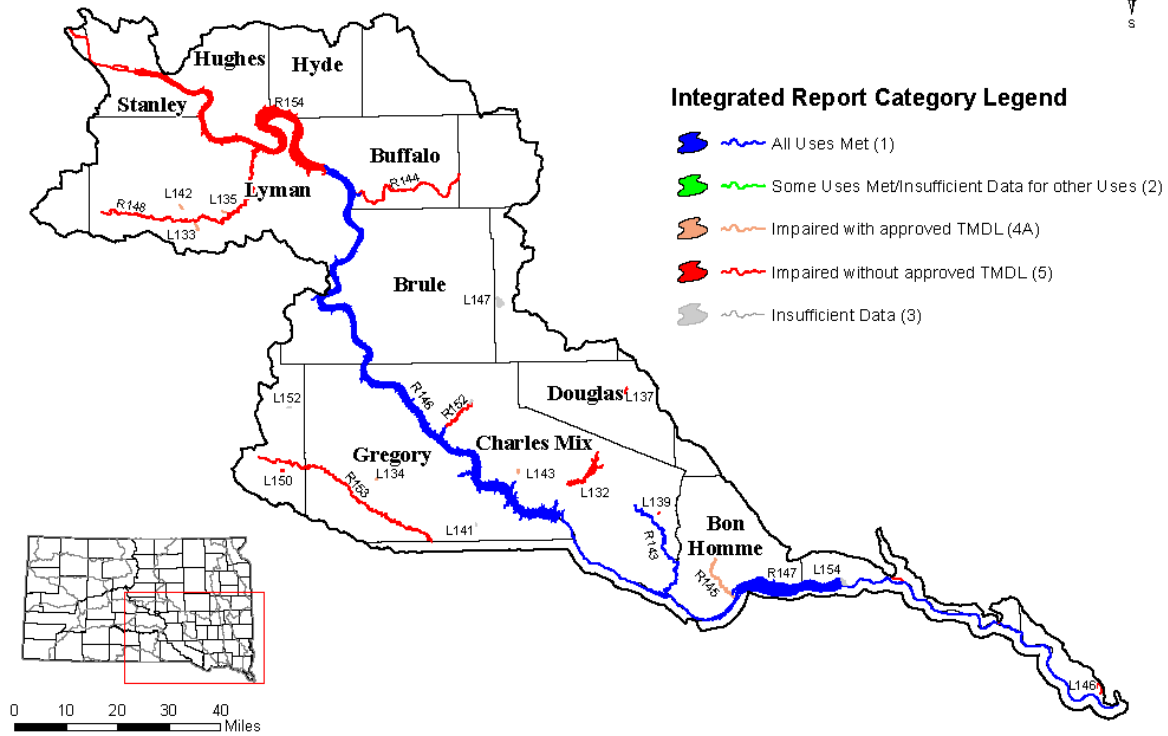 S
Hughes
Hyde
Stanley
R154
Integrated Report Category Legend
All Uses Met (1)
Buffalo
R144
Some Uses Met/Insufficient Data for other Uses (2)
Lyman
L142
L135
R148
L133
Impaired with approved TMDL (4A)
Impaired without approved TMDL (5)
Brule
L147
Insufficient Data (3)
Douglas
L137
L152
R146
R152
Charles Mix
Gregory
L134
L143
L132
L150
R153
L139
L141
R143
Bon
Homme
R145
R147
L154
L146
0 10 20 30 40
Miles